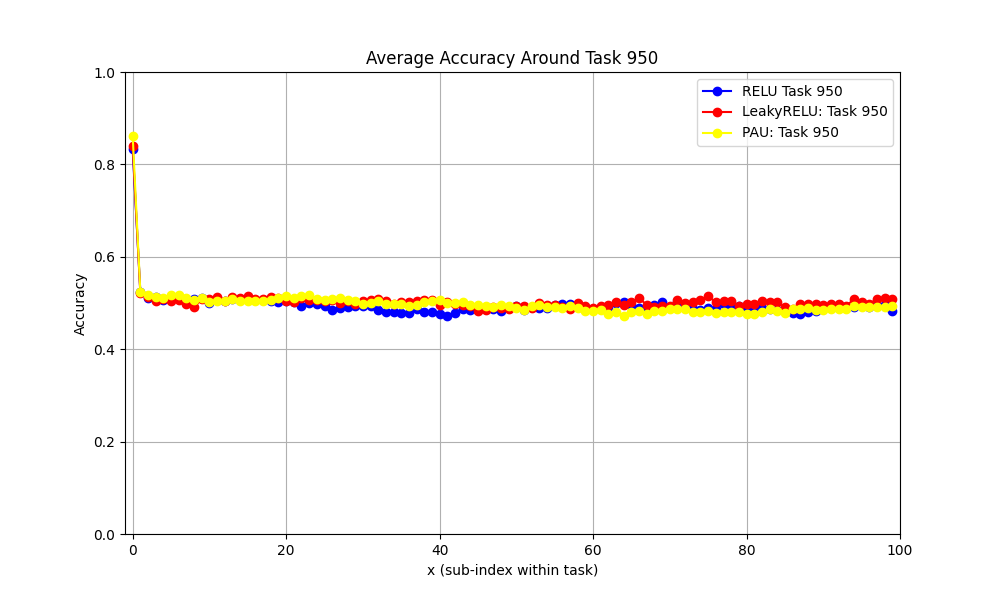 Average Accuracy Around Task 950
RELU Task 950
LeakyRELU: Task 950
PAU: Task 950
Accuracy
1.0
0.8
0.6
0.4
0.2
0.0
0 20 40 60 80 100
x (sub-index within task)